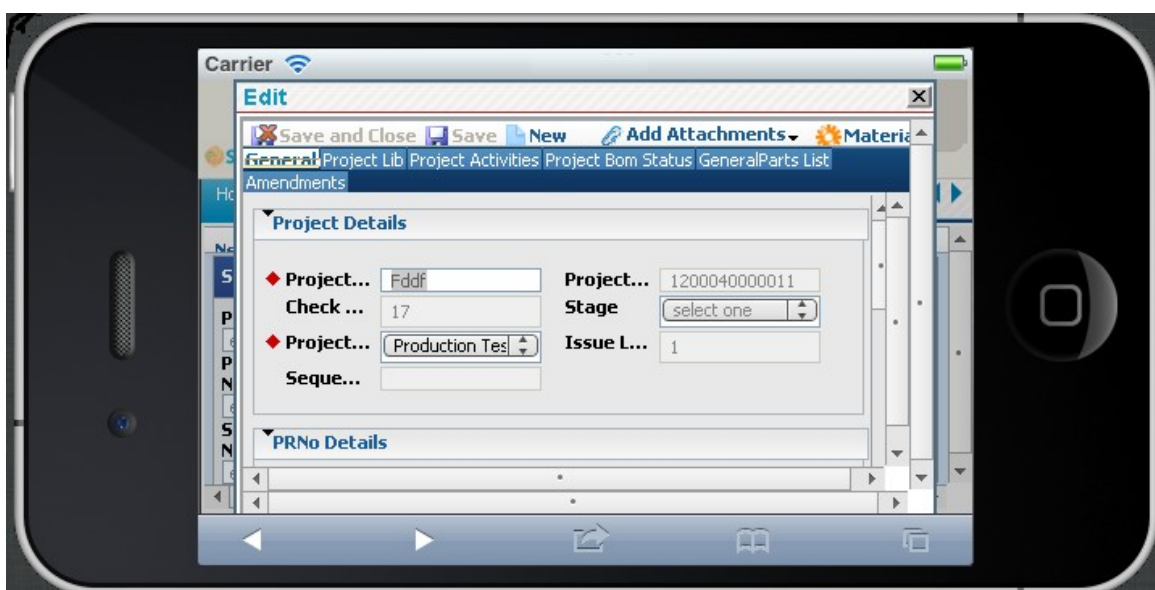 Carrier
Edit
Save and Close Save New Add Attachments Materia
General Project Lib Project Activities Project Bom Status GeneralParts List
Amendments
Ho
Project Details
Ne
S
Project... Fddf Project... 1200040000011
Check ... 17 Stage select one
P
Project... Production Tes Issue L... 1
P
N
Seque...
S
N
PRNo Details